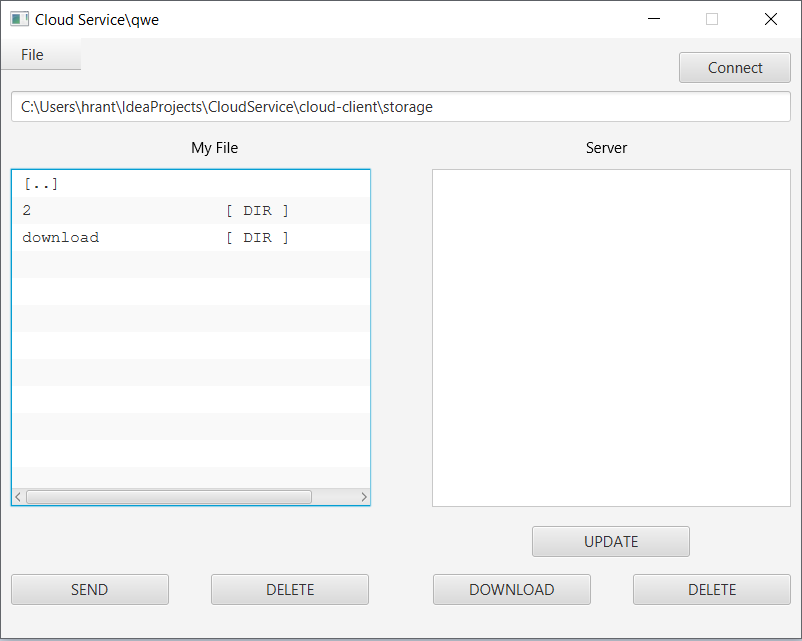 Cloud Service\qwe
File
Connect
C:\Users\hrant\IdeaProjects\CloudService\cloud-client\storage
My File
Server
[..]
2 [ DIR ]
download [ DIR ]
UPDATE
SEND DELETE DOWNLOAD DELETE